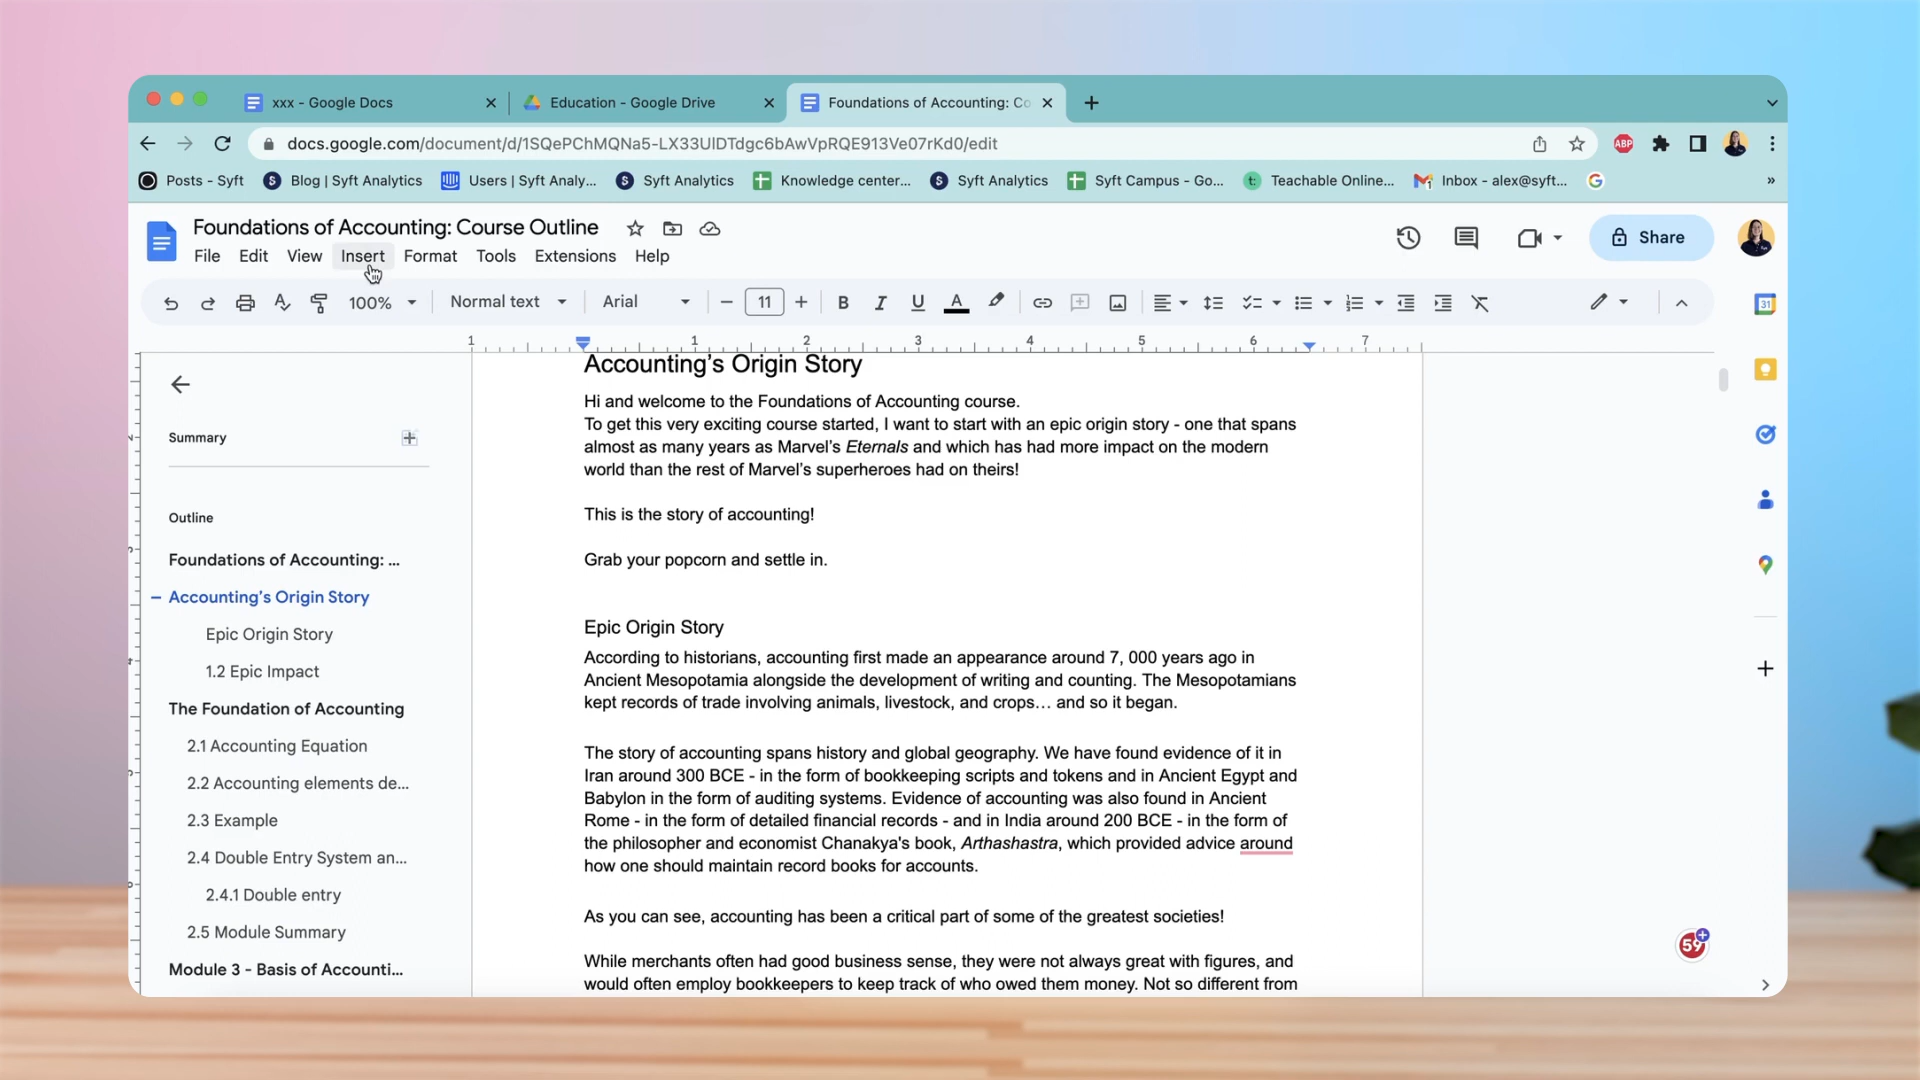 xxx - Google Docs
Education - Google Drive
Foundations of Accounting: Co
docs.google.com/document/d/1SQePChMQNa5-LX33UlDTdgc6bAwVpRQE913Ve07rKd0/edit
ABP
Posts - Syft
Blog | Syft Analytics
Users | Syft Analy...
Syft Analytics
Knowledge center...
Syft Analytics
Syft Campus - Go...
Teachable Online...
Inbox - alex@syft...
Foundations of Accounting: Course Outline
Share
File Edit View Insert Format Tools Extensions Help
100% Normal text Arial 11
31
1 1 2 3 4 5 6 7
Summary
Outline
Foundations of Accounting: ...
Accounting's Origin Story
Epic Origin Story
1.2 Epic Impact
The Foundation of Accounting
2.1 Accounting Equation
2.2 Accounting elements de...
2.3 Example
2.4 Double Entry System an...
2.4.1 Double entry
2.5 Module Summary
Module 3 - Basis of Accounti...
Accounting's Origin Story
Hi and welcome to the Foundations of Accounting course.
To get this very exciting course started, I want to start with an epic origin story - one that spans
almost as many years as Marvel's Eternals and which has had more impact on the modern
world than the rest of Marvel's superheroes had on theirs!
This is the story of accounting!
Grab your popcorn and settle in.
Epic Origin Story
According to historians, accounting first made an appearance around 7, 000 years ago in
Ancient Mesopotamia alongside the development of writing and counting. The Mesopotamians
kept records of trade involving animals, livestock, and crops… and so it began.
The story of accounting spans history and global geography. We have found evidence of it in
Iran around 300 BCE - in the form of bookkeeping scripts and tokens and in Ancient Egypt and
Babylon in the form of auditing systems. Evidence of accounting was also found in Ancient
Rome - in the form of detailed financial records - and in India around 200 BCE - in the form of
the philosopher and economist Chanakya's book, Arthashastra, which provided advice around
how one should maintain record books for accounts.
As you can see, accounting has been a critical part of some of the greatest societies!
While merchants often had good business sense, they were not always great with figures, and
would often employ bookkeepers to keep track of who owed them money. Not so different from
59